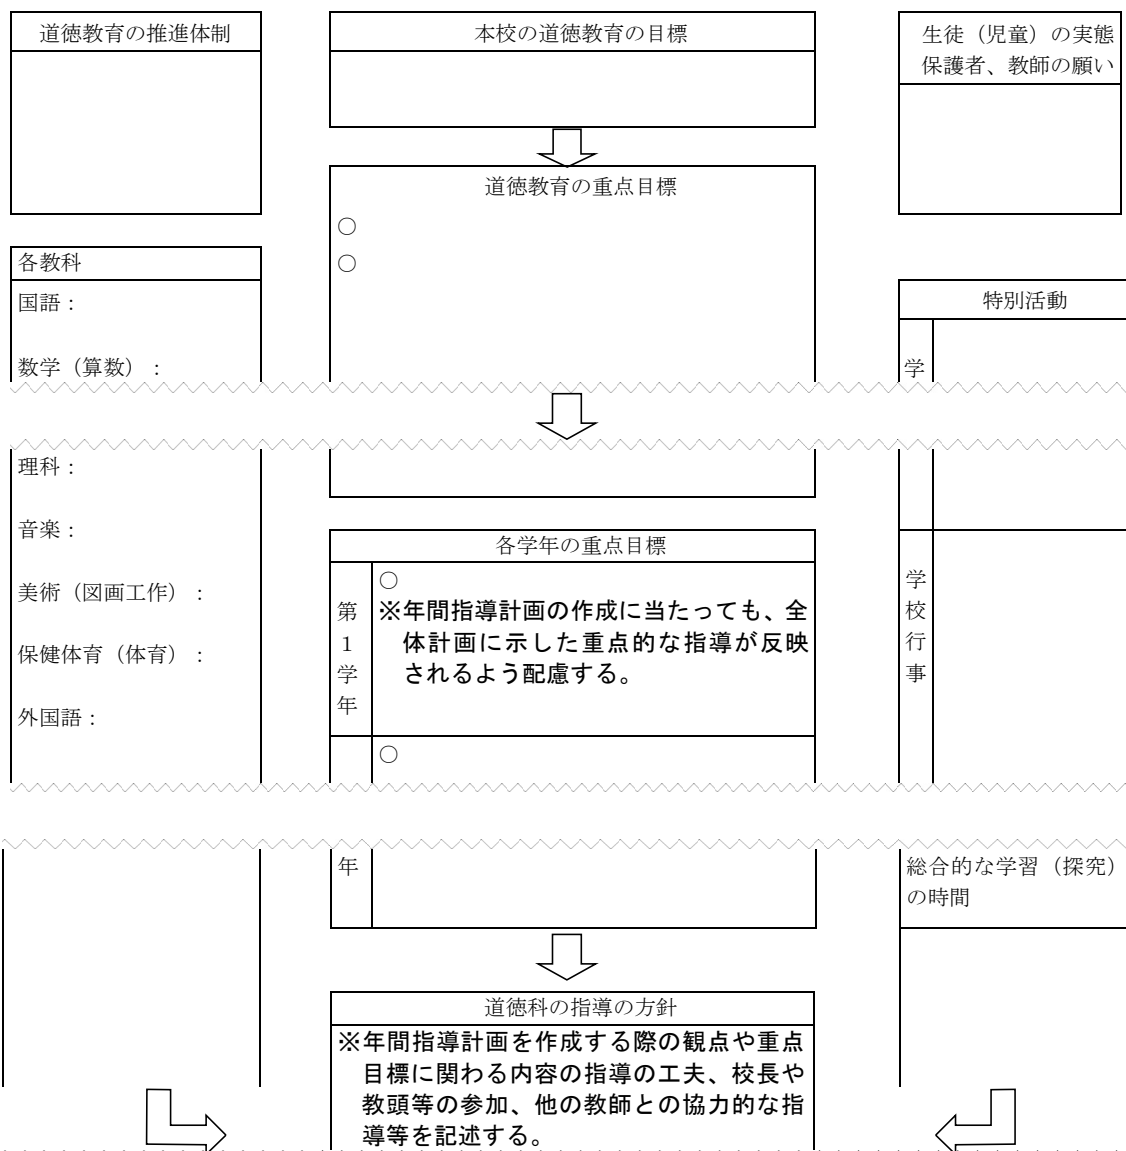 道徳教育の推進体制
本校の道徳教育の目標
生徒（児童）の実態
保護者、教師の願い
道徳教育の重点目標
○
○
各教科
国語：
数学（算数）：
特別活動
学
理科：
音楽：
美術（図画工作）：
保健体育（体育）：
外国語：
各学年の重点目標
第１学年
○
※年間指導計画の作成に当たっても、全
体計画に示した重点的な指導が反映
されるよう配慮する。
○
学校行事
年
総合的な学習（探究）
の時間
道徳科の指導の方針
※年間指導計画を作成する際の観点や重点
目標に関わる内容の指導の工夫、校長や
教頭等の参加、他の教師との協力的な指
導等を記述する。